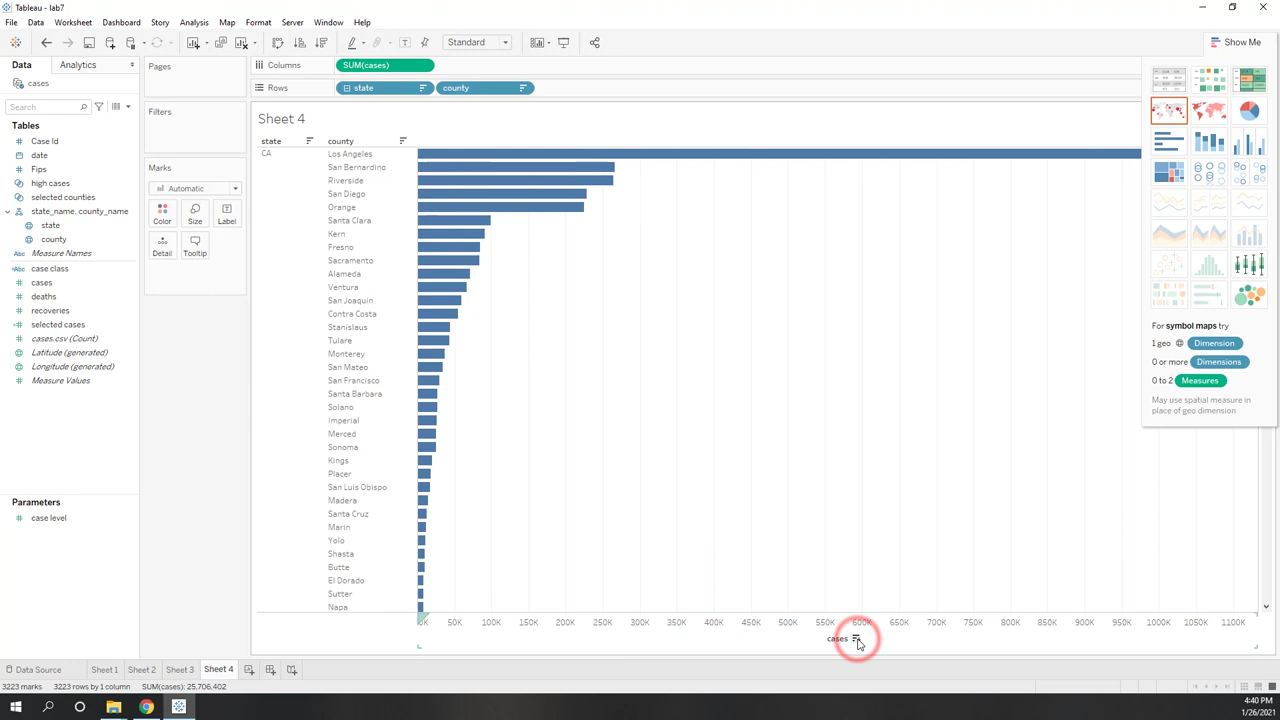 Tableau - lab7
File Data Worksheet Dashboard Story Analysis Map Format Server Window Help
Standard
Show Me
Data Analytics
cases
Search
Tables
Case Id
date
Fips
high cases
selected counties
state_name, county_name
state
county
Abc Measure Names
Abc case class
cases
deaths
recoveries
selected cases
cases.csv (Count)
Latitude (generated)
Longitude (generated)
Measure Values
Parameters
case level
Pages
Filters
Marks
Automatic
Color Size Label
Detail Tooltip
Columns SUM(cases)
Rows state county
Sheet 4
state county
CA Los Angeles
San Bernardino
Riverside
San Diego
Orange
Santa Clara
Kern
Fresno
Sacramento
Alameda
Ventura
San Joaquin
Contra Costa
Stanislaus
Tulare
Monterey
San Mateo
San Francisco
Santa Barbara
Solano
Imperial
Merced
Sonoma
Kings
Placer
San Luis Obispo
Madera
Santa Cruz
Marin
Yolo
Shasta
Butte
El Dorado
Sutter
Napa
0K 50K 100K 150K 200K 250K 300K 350K 400K 450K 500K 550K 600K 650K 700K 750K 800K 850K 900K 950K 1000K 1050K 1100K
cases
For symbol maps try
1 geo Dimension
0 or more Dimensions
0 to 2 Measures
May use spatial measure in
place of geo dimension
Data Source Sheet 1 Sheet 2 Sheet 3 Sheet 4
3223 marks 3223 rows by 1 column SUM(cases): 25,706,402
4:40 PM
1/26/2021